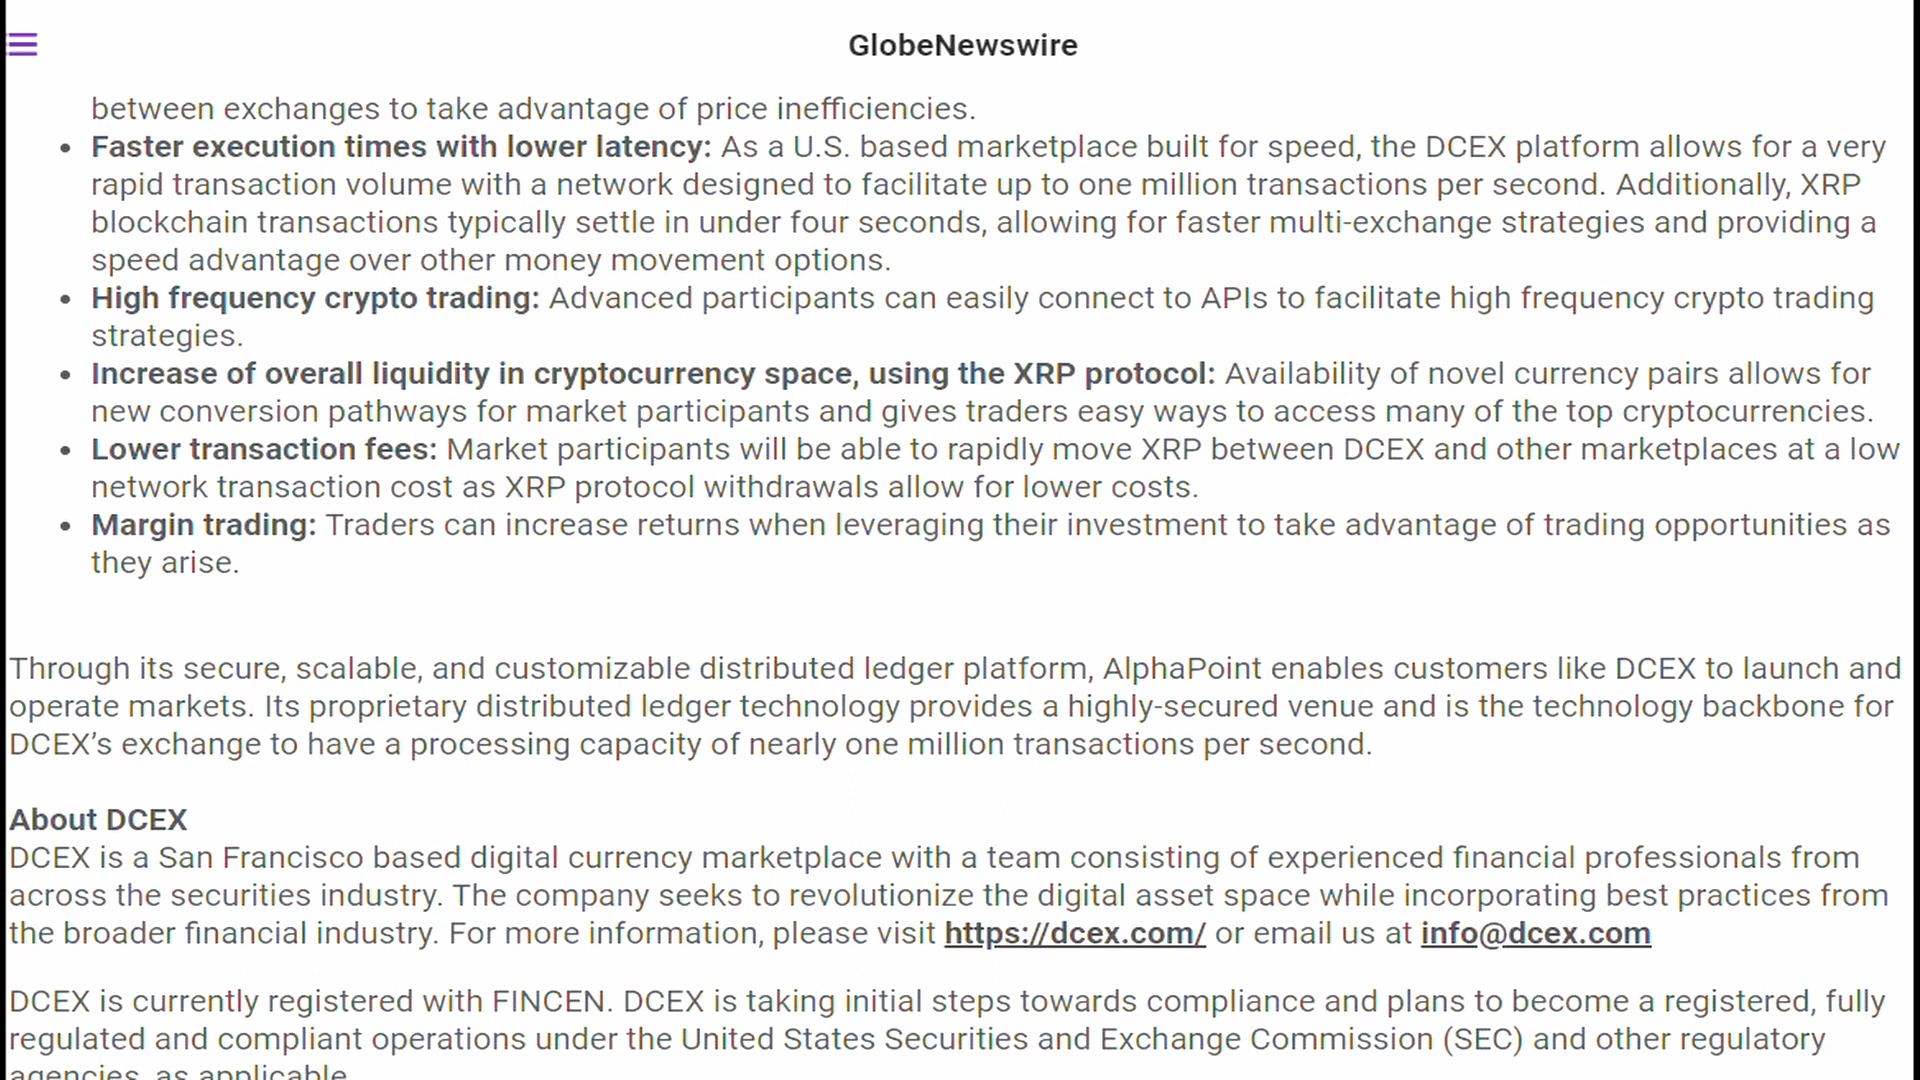 GlobeNewswire
between exchanges to take advantage of price inefficiencies.
• Faster execution times with lower latency: As a U.S. based marketplace built for speed, the DCEX platform allows for a very
rapid transaction volume with a network designed to facilitate up to one million transactions per second. Additionally, XRP
blockchain transactions typically settle in under four seconds, allowing for faster multi-exchange strategies and providing a
speed advantage over other money movement options.
• High frequency crypto trading: Advanced participants can easily connect to APIs to facilitate high frequency crypto trading
strategies.
• Increase of overall liquidity in cryptocurrency space, using the XRP protocol: Availability of novel currency pairs allows for
new conversion pathways for market participants and gives traders easy ways to access many of the top cryptocurrencies.
• Lower transaction fees: Market participants will be able to rapidly move XRP between DCEX and other marketplaces at a low
network transaction cost as XRP protocol withdrawals allow for lower costs.
• Margin trading: Traders can increase returns when leveraging their investment to take advantage of trading opportunities as
they arise.
Through its secure, scalable, and customizable distributed ledger platform, AlphaPoint enables customers like DCEX to launch and
operate markets. Its proprietary distributed ledger technology provides a highly-secured venue and is the technology backbone for
DCEX’s exchange to have a processing capacity of nearly one million transactions per second.
About DCEX
DCEX is a San Francisco based digital currency marketplace with a team consisting of experienced financial professionals from
across the securities industry. The company seeks to revolutionize the digital asset space while incorporating best practices from
the broader financial industry. For more information, please visit https://dcex.com/ or email us at info@dcex.com
DCEX is currently registered with FINCEN. DCEX is taking initial steps towards compliance and plans to become a registered, fully
regulated and compliant operations under the United States Securities and Exchange Commission (SEC) and other regulatory
agencies, as applicable.